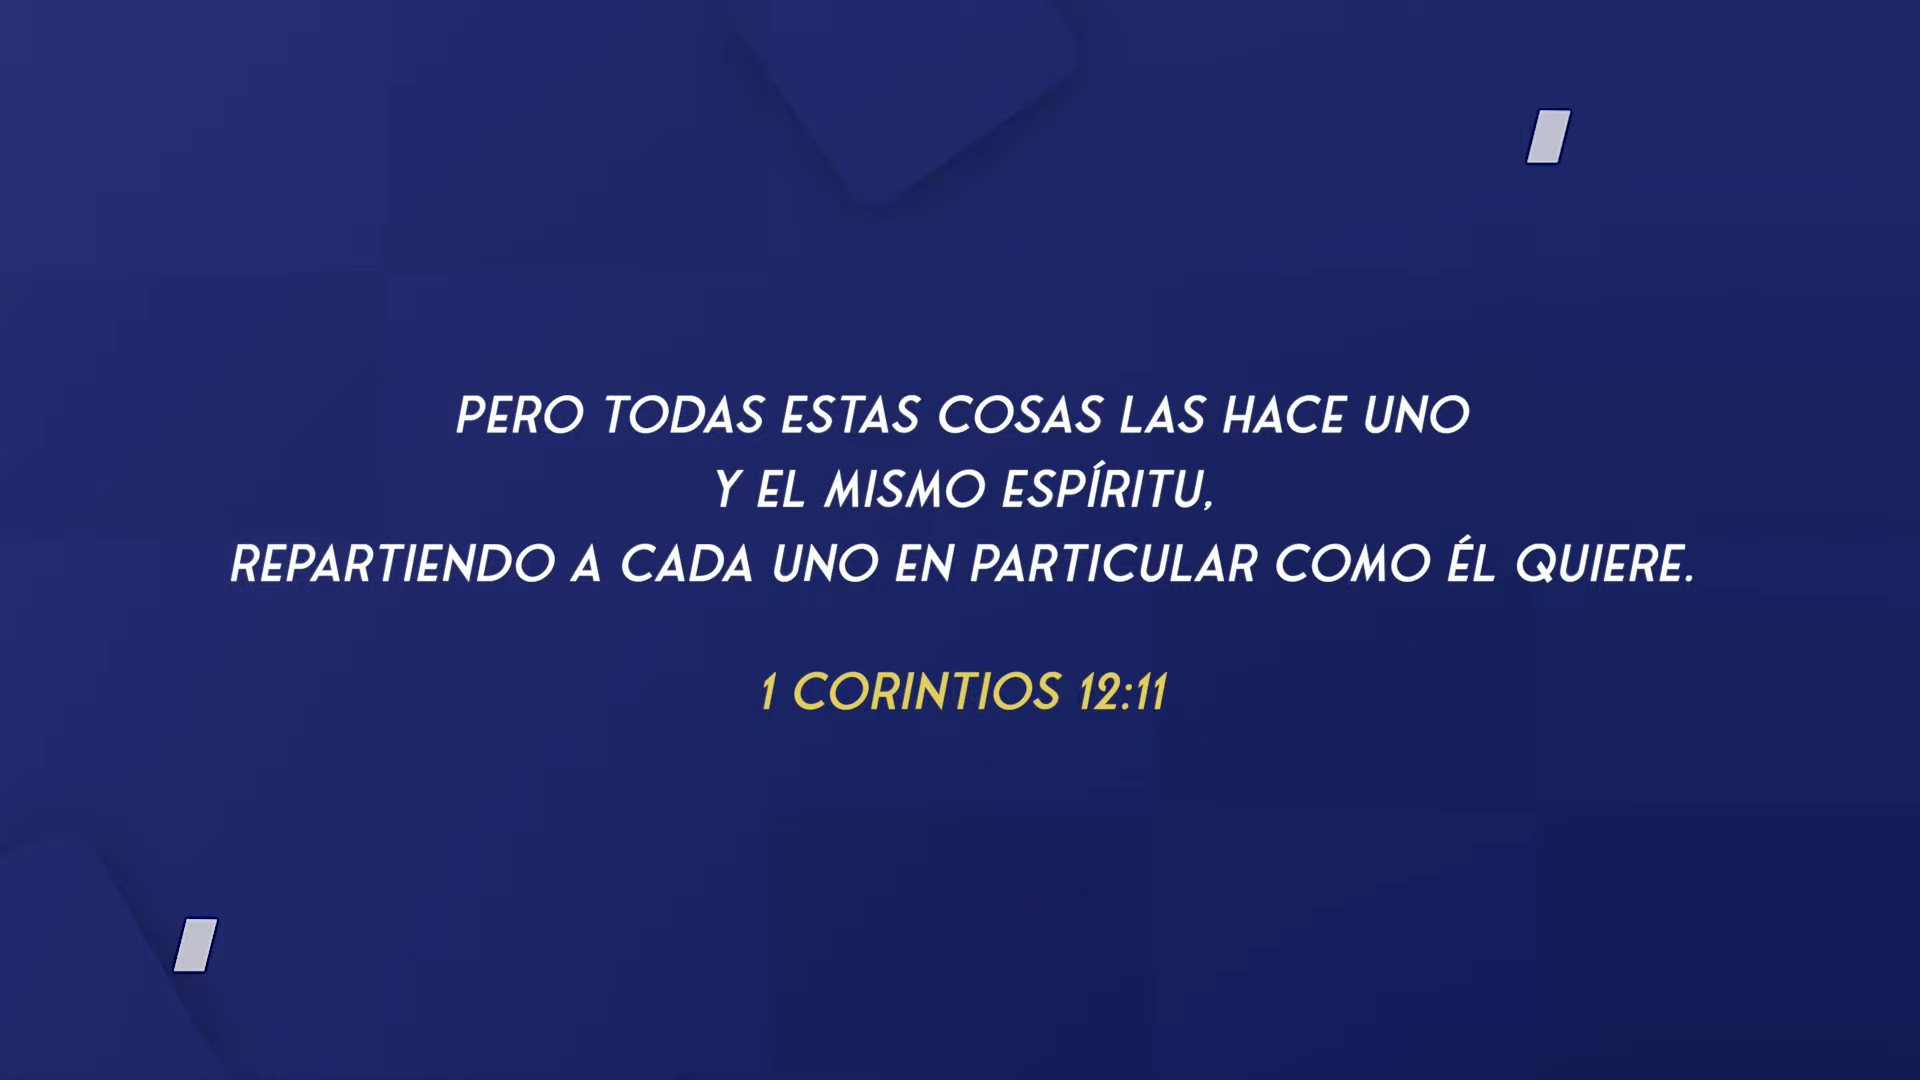 PERO TODAS ESTAS COSAS LAS HACE UNO
Y EL MISMO ESPÍRITU,
REPARTIENDO A CADA UNO EN PARTICULAR COMO ÉL QUIERE.
1 CORINTIOS 12:11